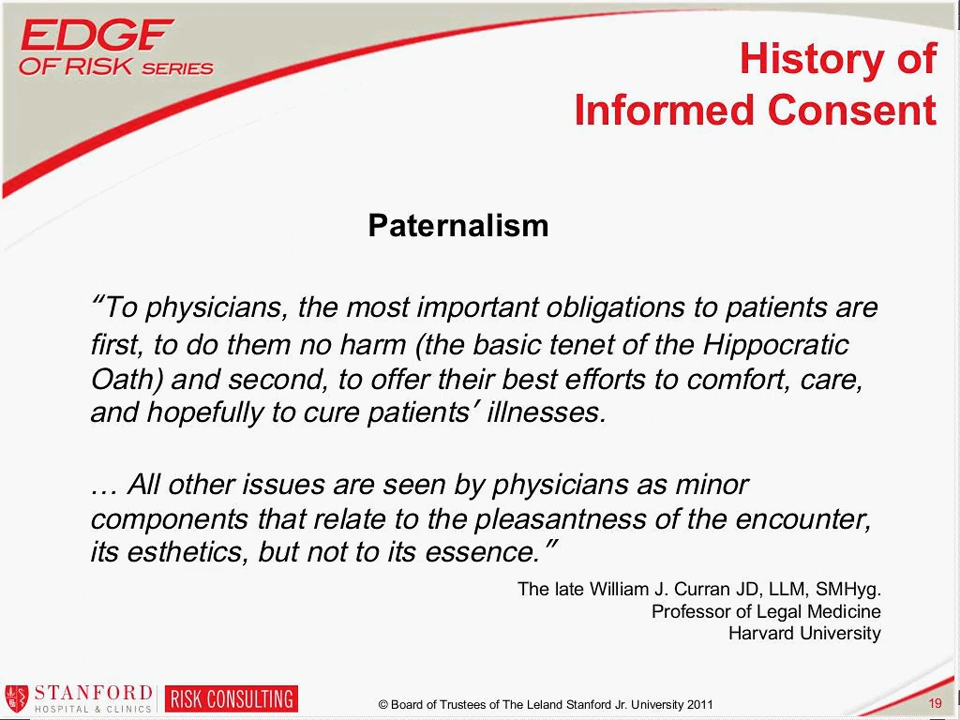 EDGE
OF RISK SERIES
History of
Informed Consent
Paternalism
“To physicians, the most important obligations to patients are
first, to do them no harm (the basic tenet of the Hippocratic
Oath) and second, to offer their best efforts to comfort, care,
and hopefully to cure patients’ illnesses.
… All other issues are seen by physicians as minor
components that relate to the pleasantness of the encounter,
its esthetics, but not to its essence.”
The late William J. Curran JD, LLM, SMHyg.
Professor of Legal Medicine
Harvard University
STANFORD
HOSPITAL & CLINICS
RISK CONSULTING
© Board of Trustees of The Leland Stanford Jr. University 2011
19